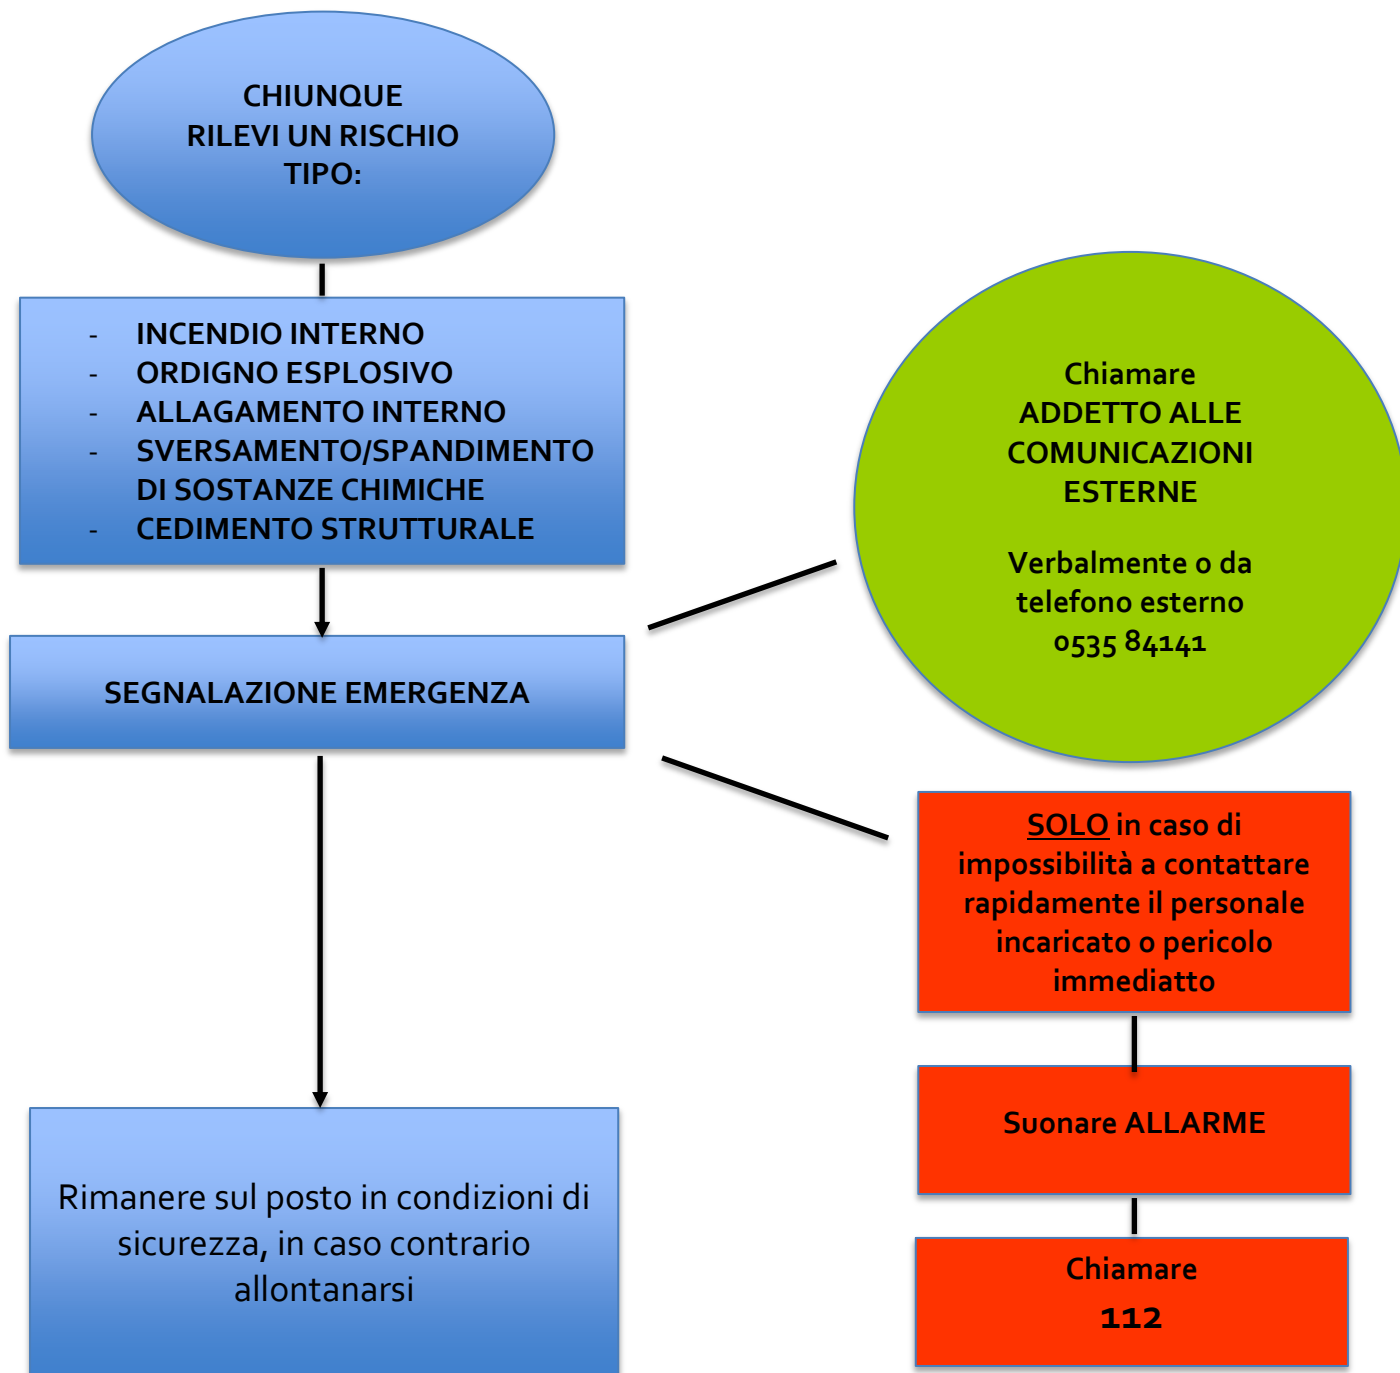 CHIUNQUE
RILEVI UN RISCHIO
TIPO:
- INCENDIO INTERNO
- ORDIGNO ESPLOSIVO
- ALLAGAMENTO INTERNO
- SVERSAMENTO/SPANDIMENTO
DI SOSTANZE CHIMICHE
- CEDIMENTO STRUTTURALE
SEGNALAZIONE EMERGENZA
Chiamare
ADDETTO ALLE
COMUNICAZIONI
ESTERNE
Verbalmente o da
telefono esterno
0535 84141
SOLO in caso di
impossibilità a contattare
rapidamente il personale
incaricato o pericolo
immediatto
Suonare ALLARME
Chiamare
112
Rimanere sul posto in condizioni di
sicurezza, in caso contrario
allontanarsi